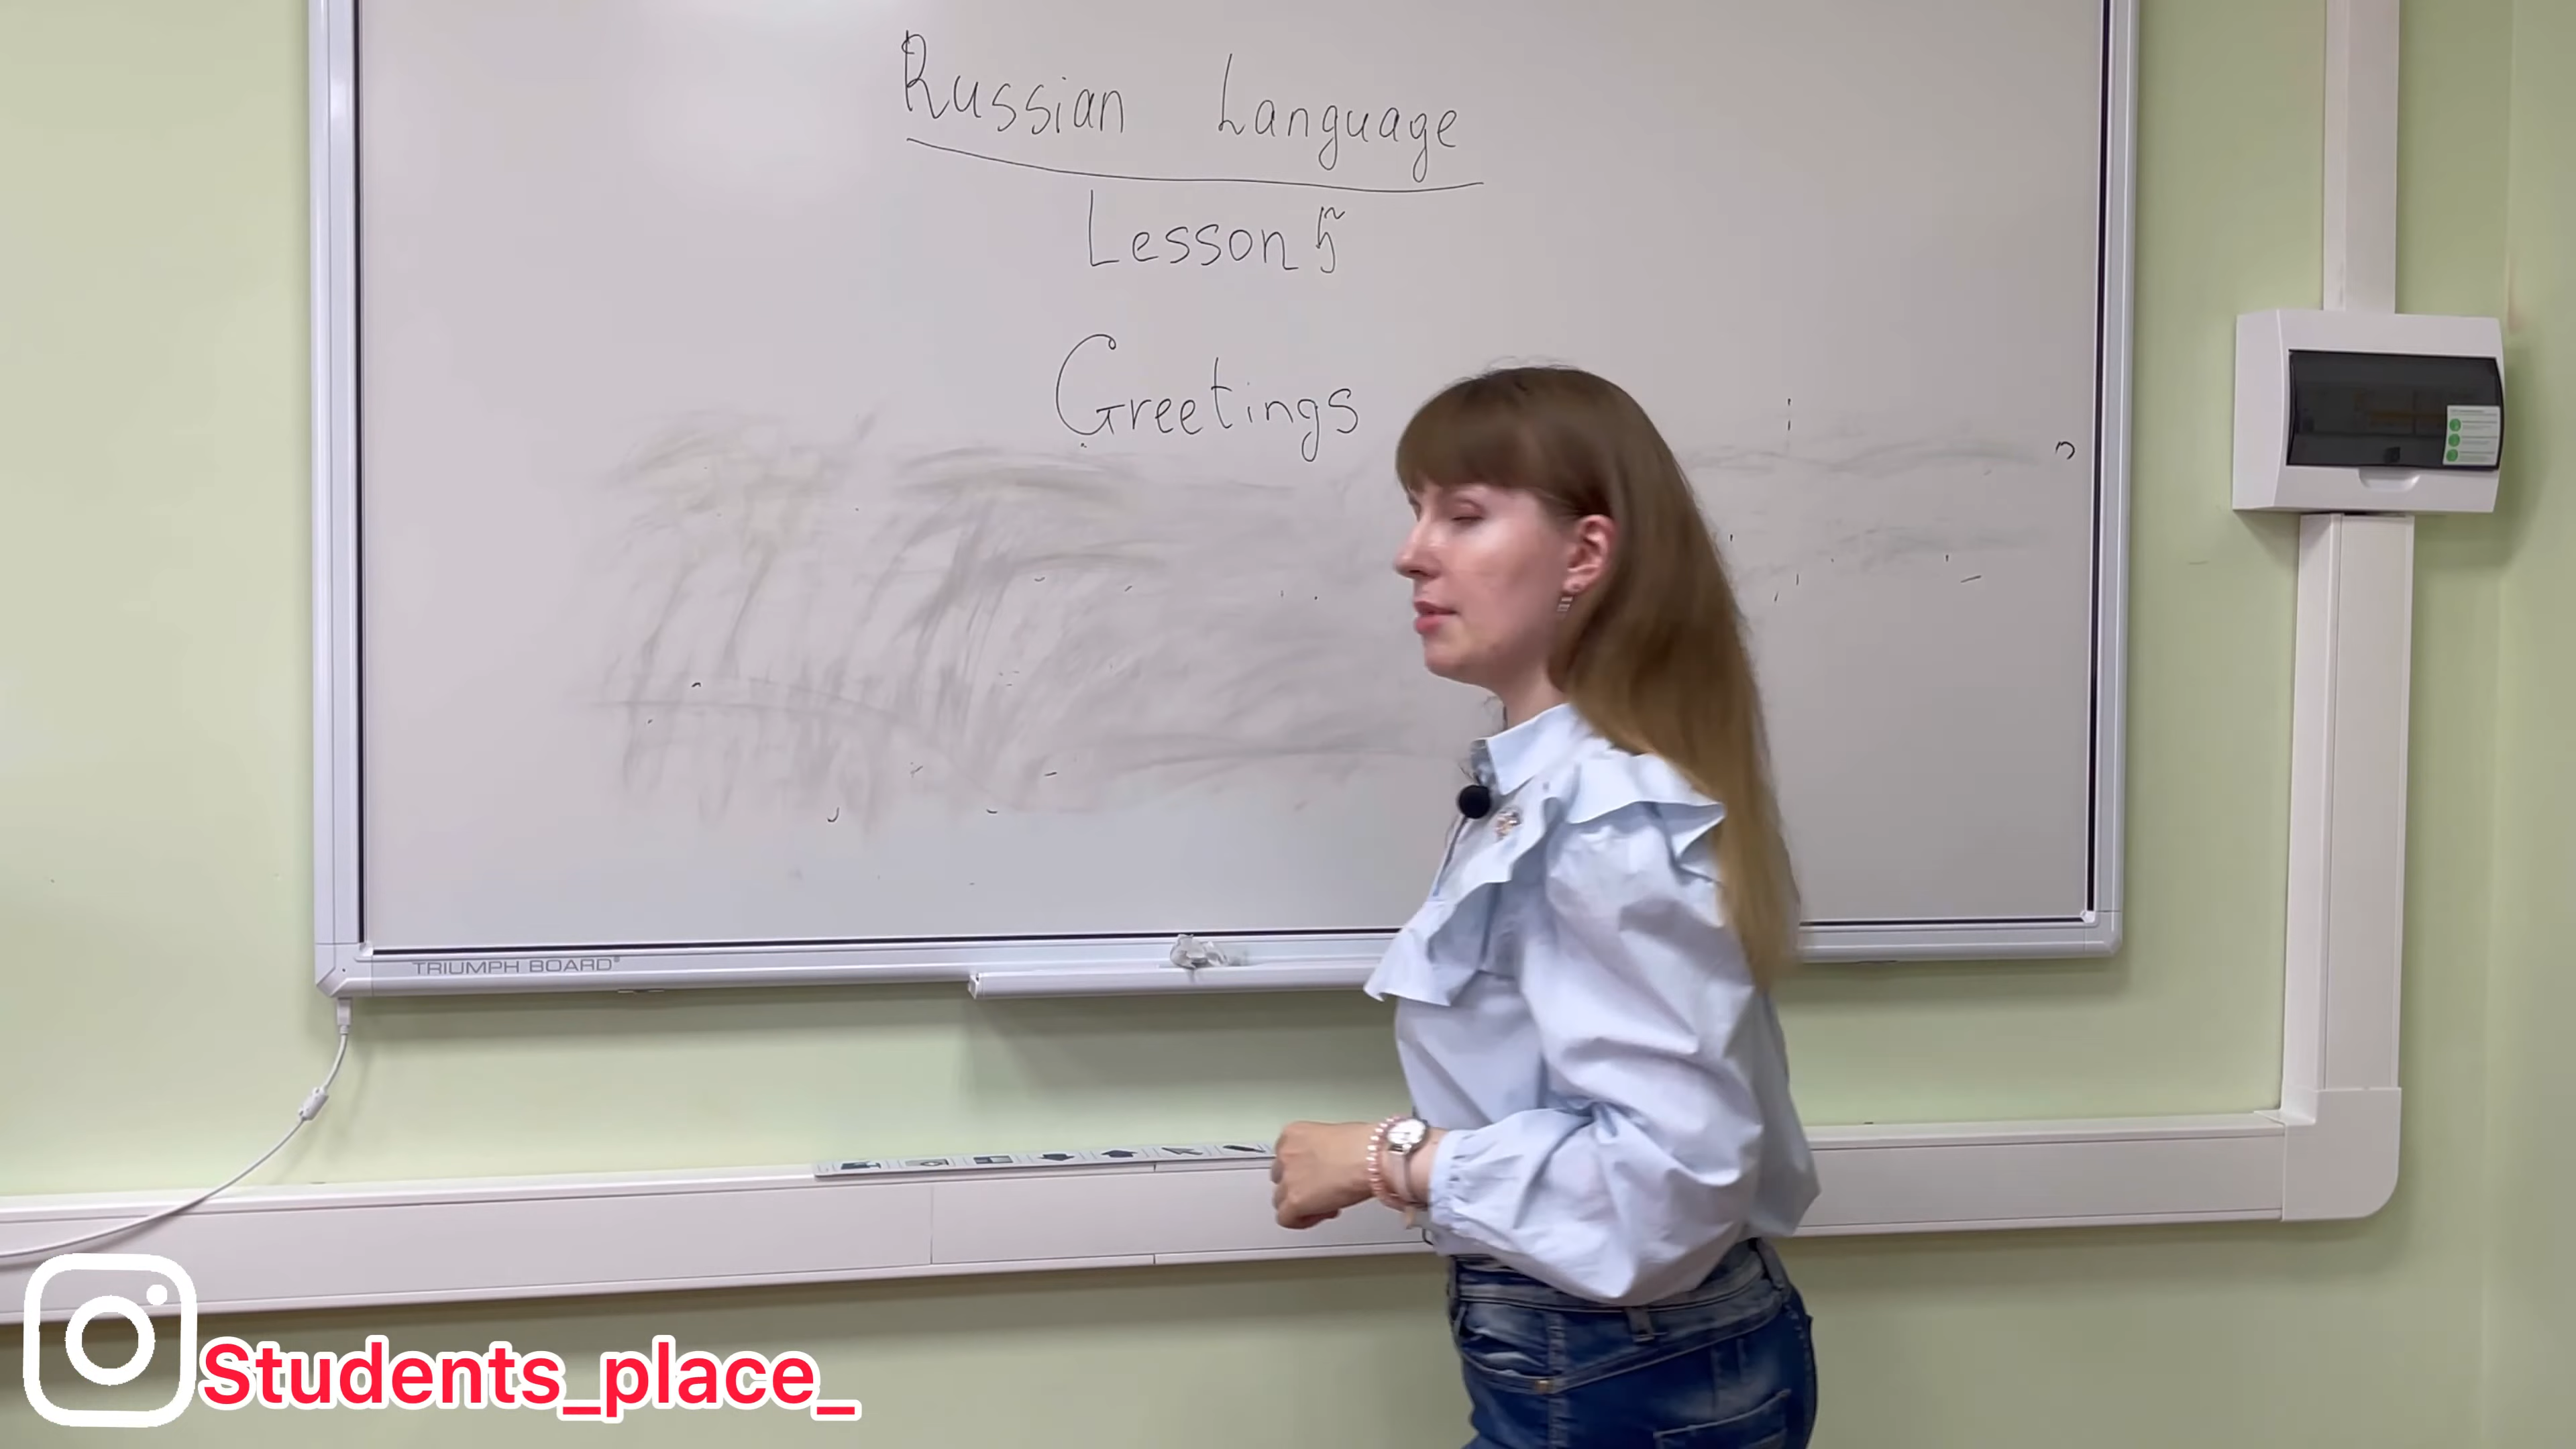 Russian Language
Lesson 5
Greetings
TRIUMPH BOARD
Students_place_